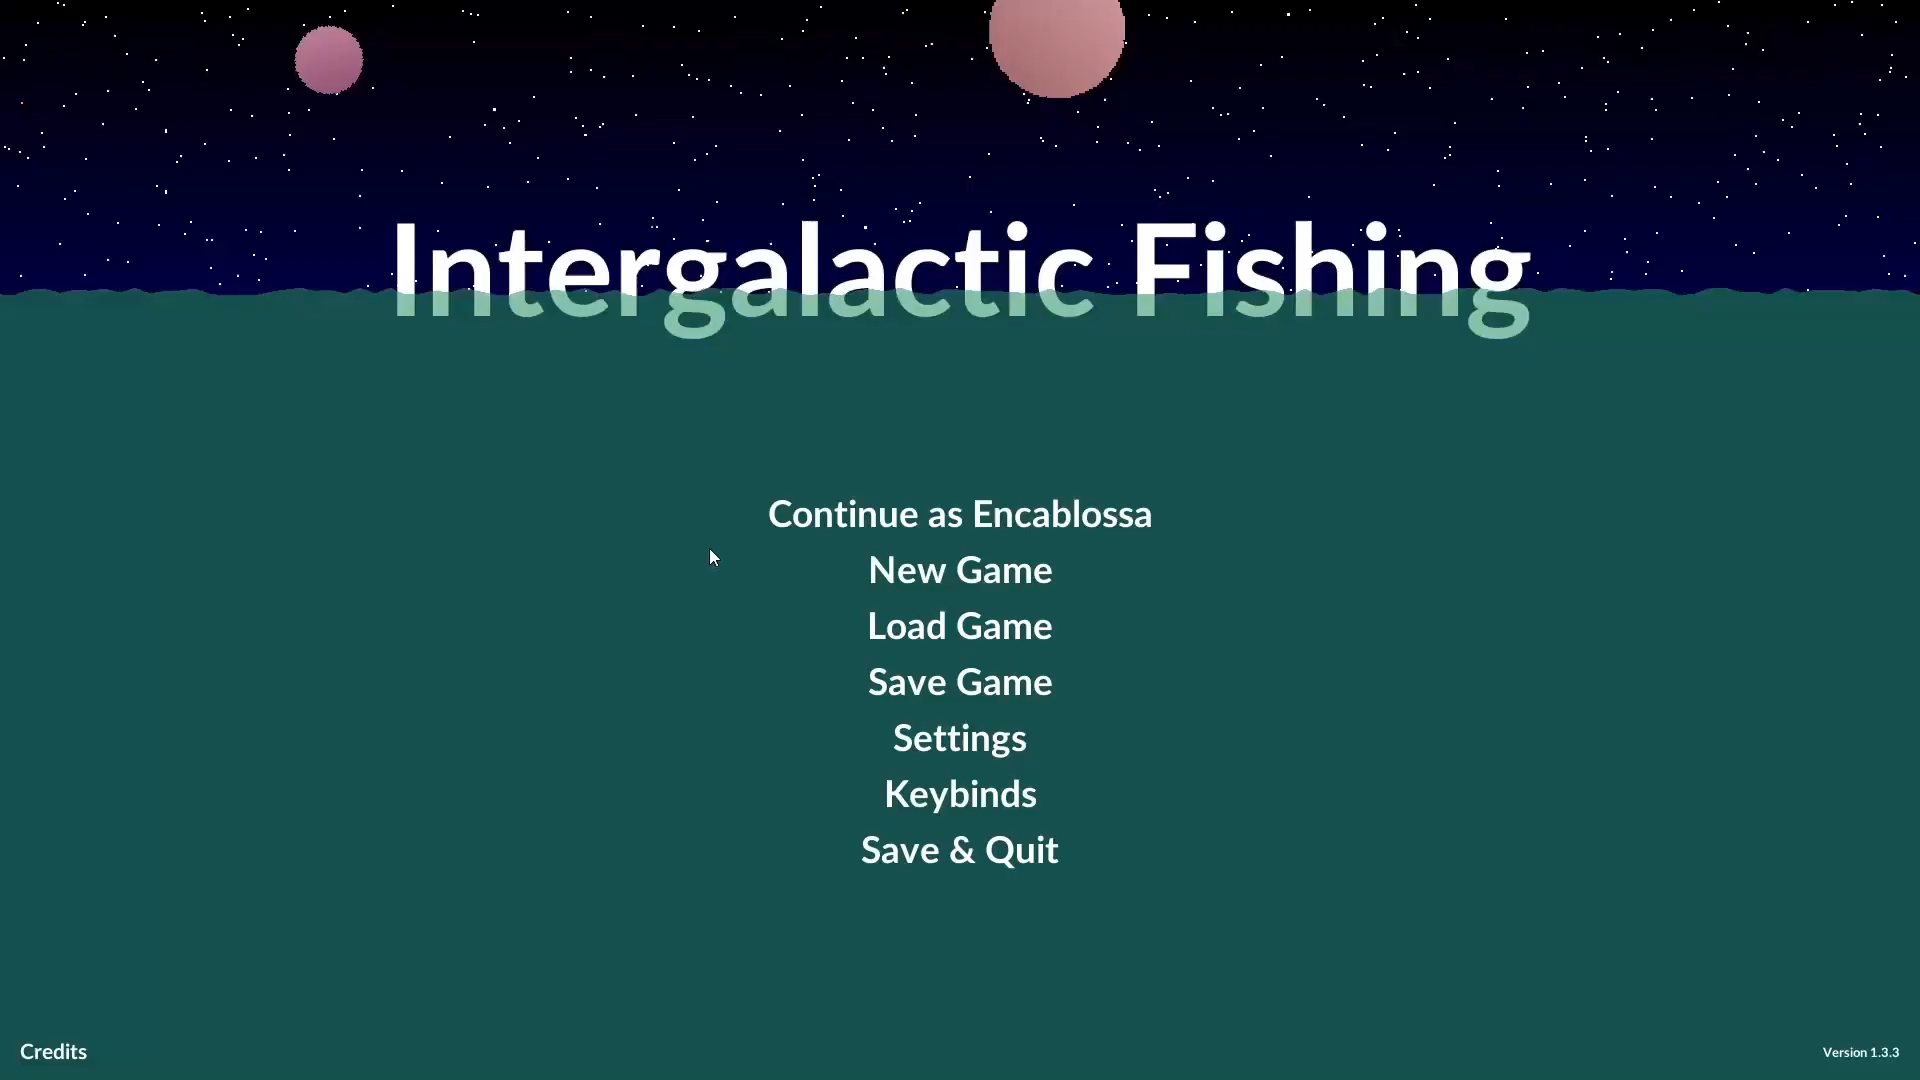 Intergalactic Fishing
Continue as Encablossa
New Game
Load Game
Save Game
Settings
Keybinds
Save & Quit
Credits
Version 1.3.3